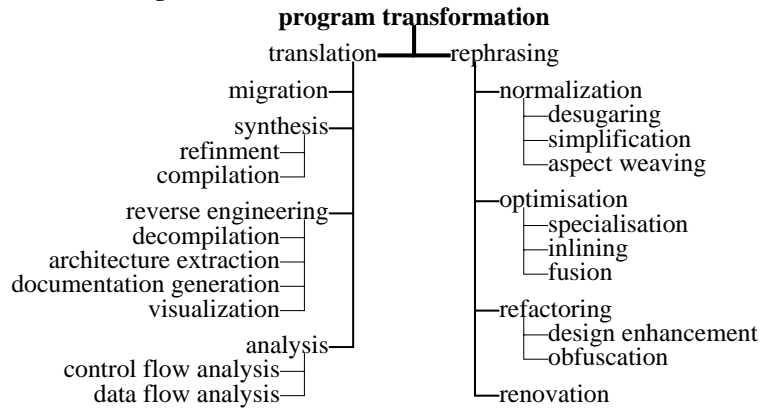 program transformation
translation rephrasing
migration normalization
desugaring
synthesis
simplification
refinment
aspect weaving
compilation
optimisation
reverse engineering
specialisation
decompilation
inlining
architecture extraction
fusion
documentation generation
visualization
refactoring
design enhancement
analysis
obfuscation
control flow analysis
data flow analysis
renovation